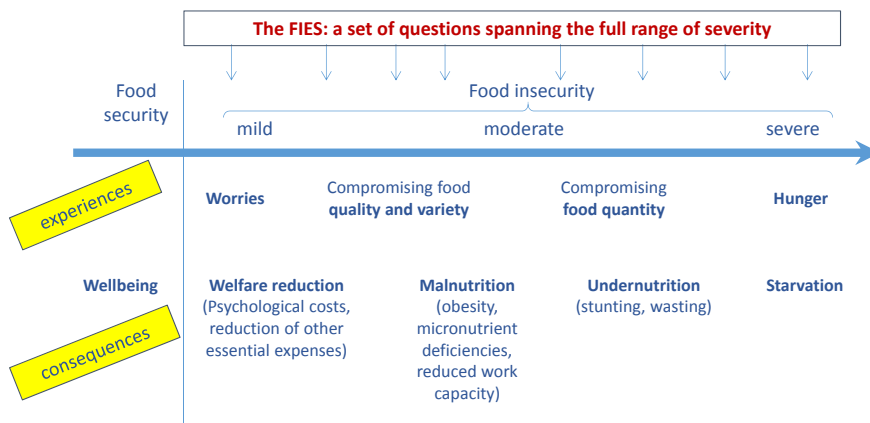 The FIES: a set of questions spanning the full range of severity
Food
security
Food insecurity
mild
moderate
severe
experiences
Worries
Compromising food
quality and variety
Compromising
food quantity
Hunger
consequences
Wellbeing
Welfare reduction
(Psychological costs,
reduction of other
essential expenses)
Malnutrition
(obesity,
micronutrient
deficiencies,
reduced work
capacity)
Undernutrition
(stunting, wasting)
Starvation